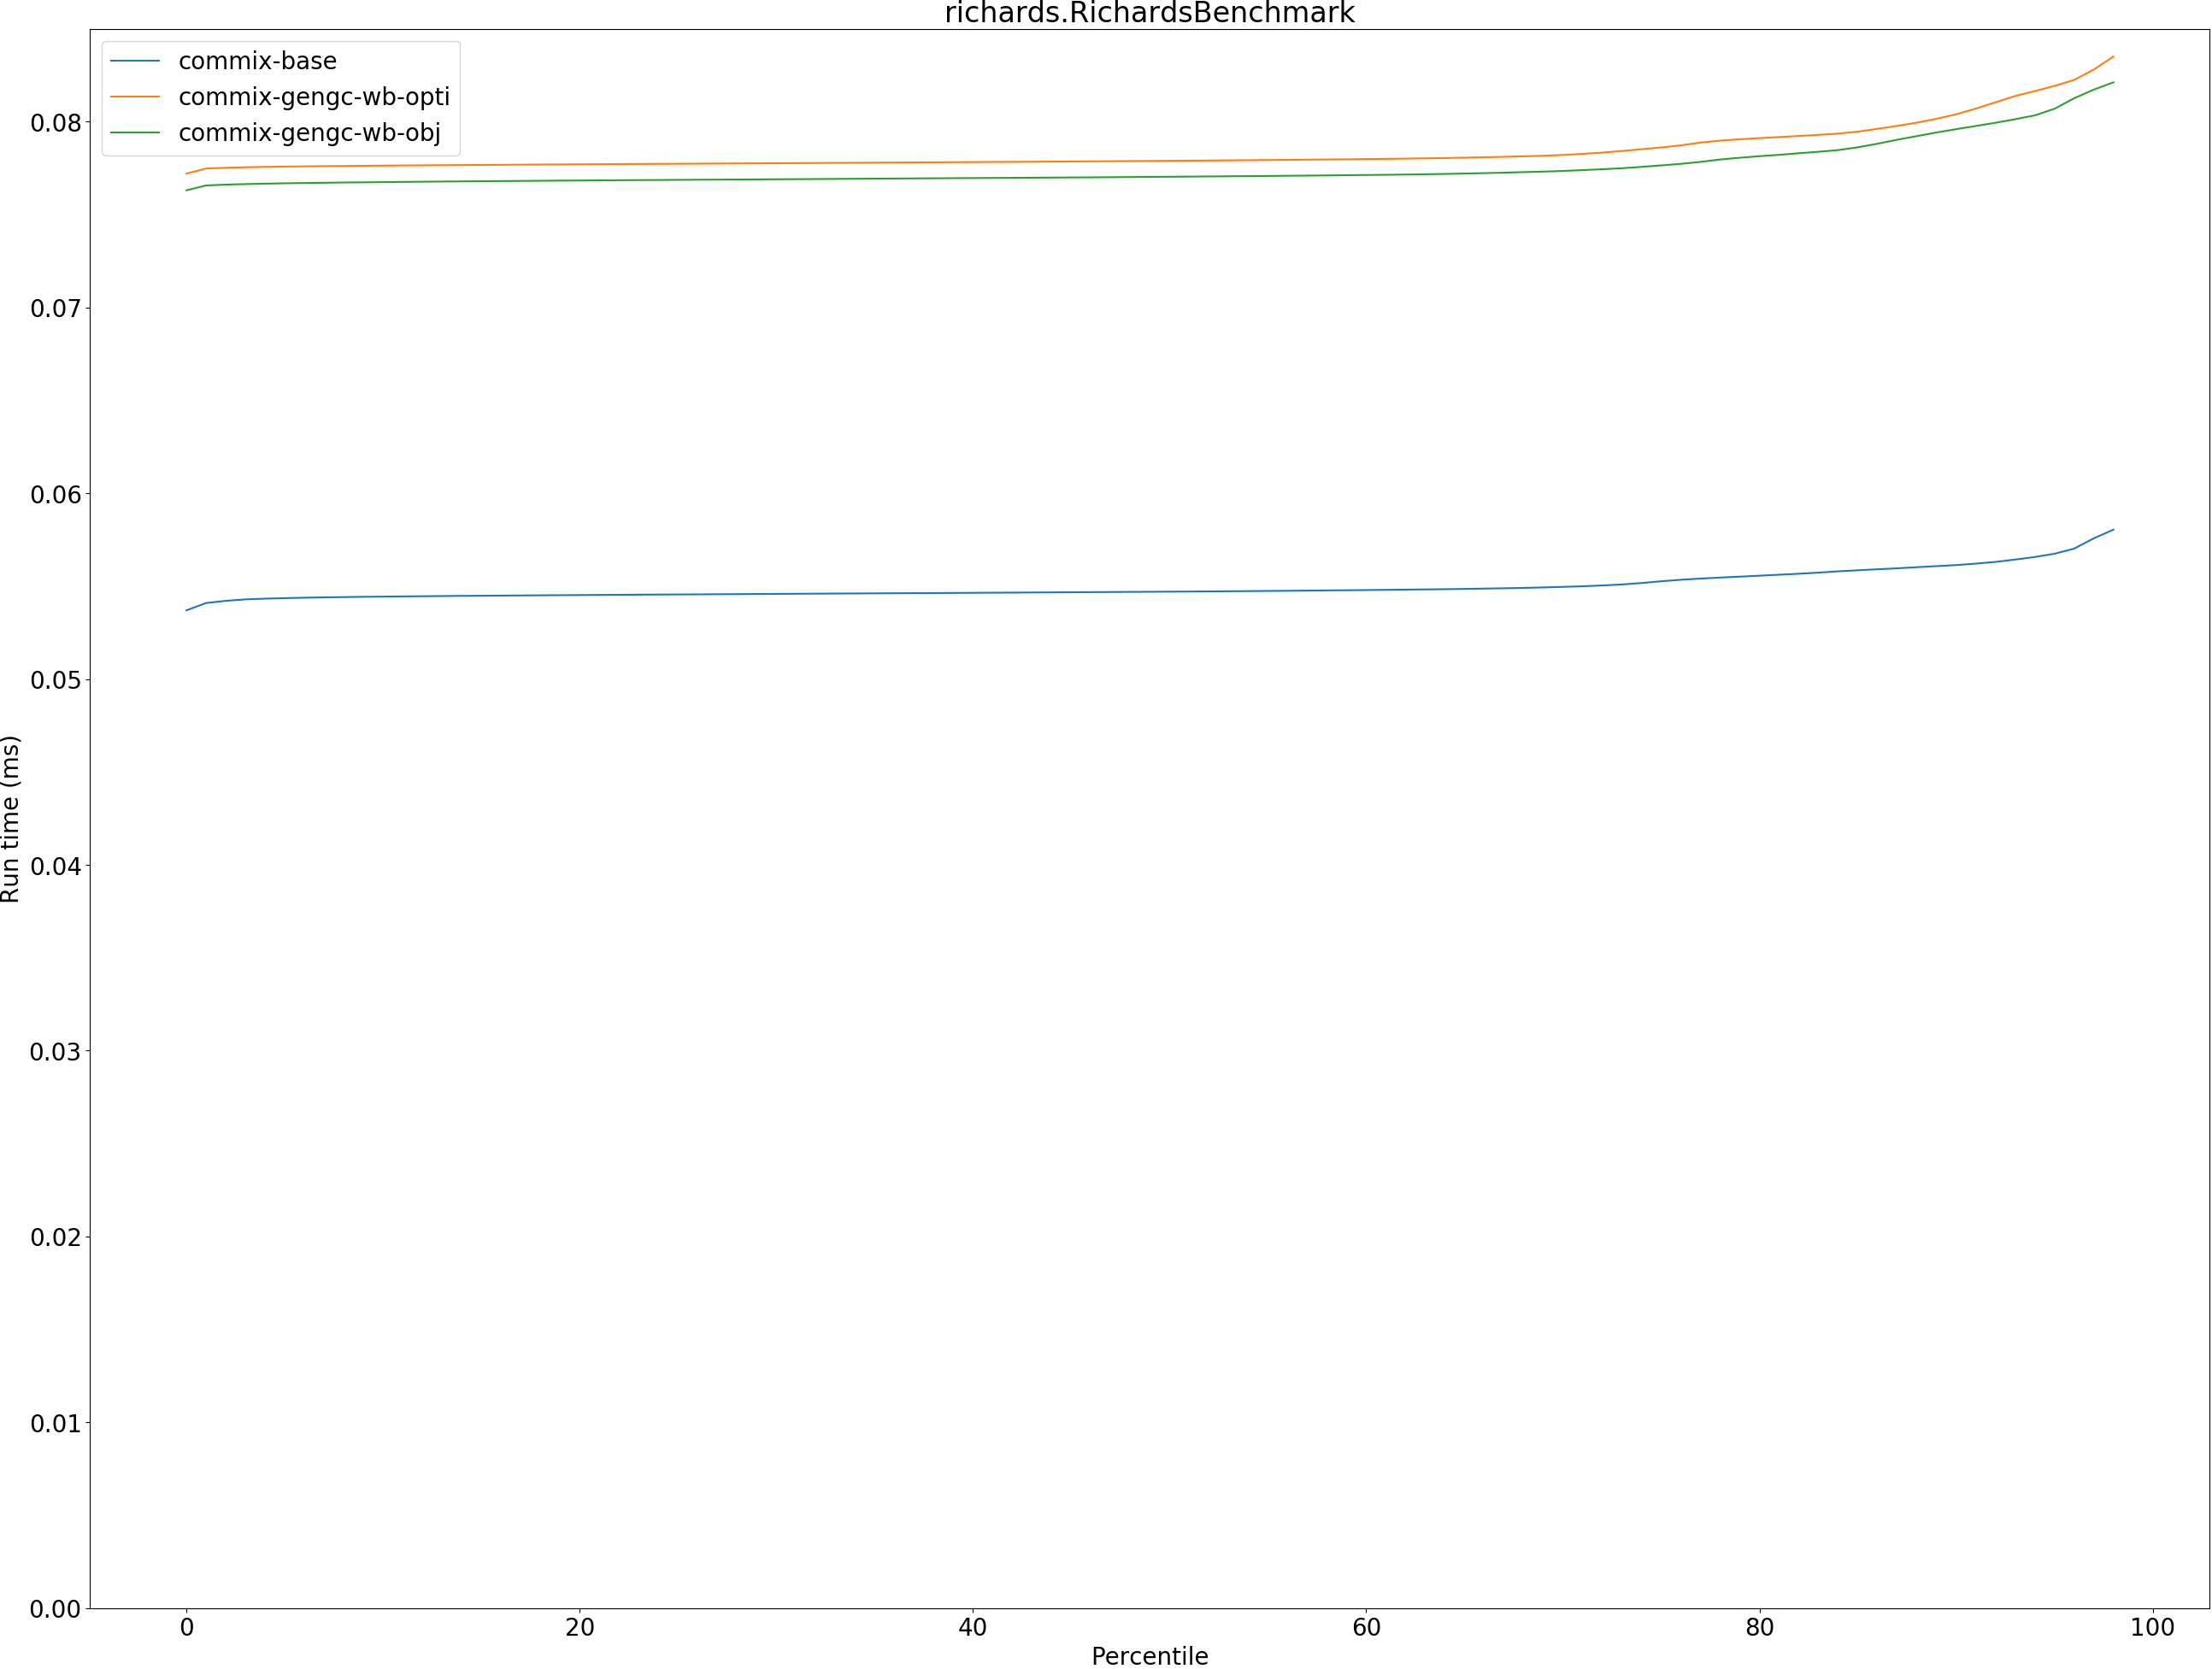 richards.RichardsBenchmark
commix-base
commix-gengc-wb-opti
commix-gengc-wb-obj
0.08
0.07
0.06
0.05
0.04
0.03
0.02
0.01
0.00
Run time (ms)
0 20 40 60 80 100
Percentile